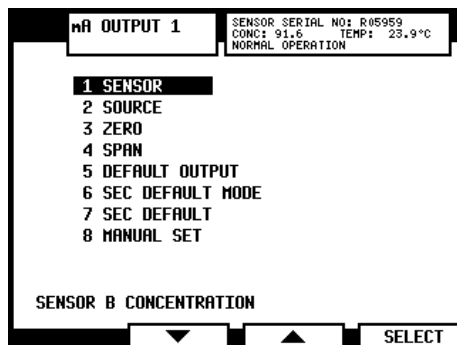 mA OUTPUT 1
SENSOR SERIAL NO: R05959
CONC: 91.6 TEMP: 23.9°C
NORMAL OPERATION
1 SENSOR
2 SOURCE
3 ZERO
4 SPAN
5 DEFAULT OUTPUT
6 SEC DEFAULT MODE
7 SEC DEFAULT
8 MANUAL SET
SENSOR B CONCENTRATION
SELECT